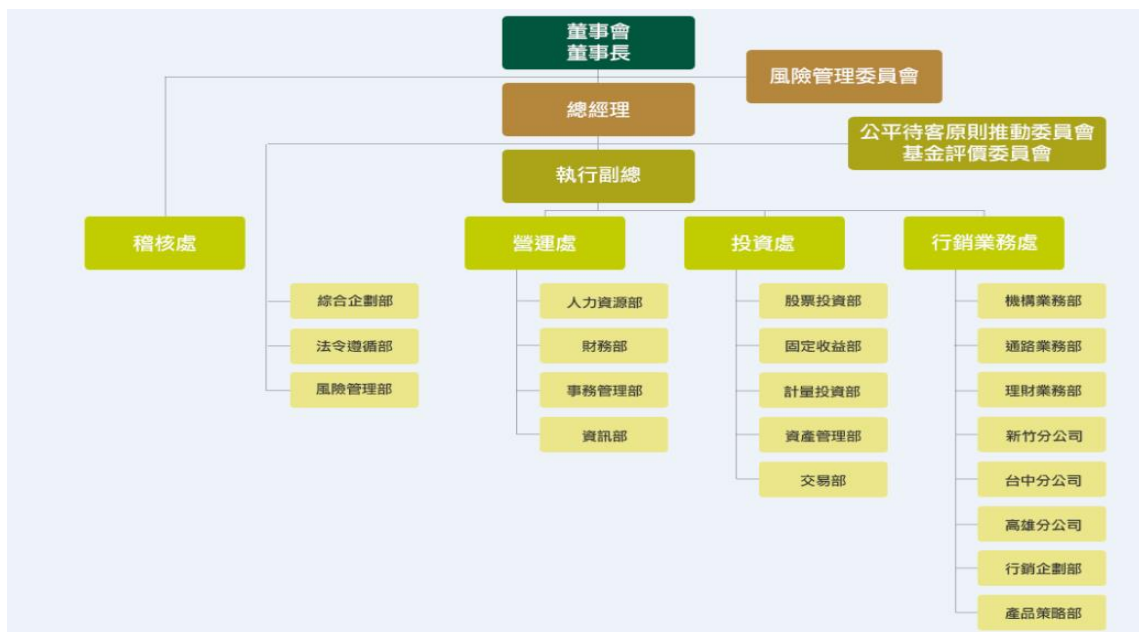 董事會
董事長
風險管理委員會
總經理
公平待客原則推動委員會
基金評價委員會
執行副總
稽核處
營運處
投資處
行銷業務處
綜合企劃部
法令遵循部
風險管理部
人力資源部
財務部
事務管理部
資訊部
股票投資部
固定收益部
計量投資部
資產管理部
交易部
機構業務部
通路業務部
理財業務部
新竹分公司
台中分公司
高雄分公司
行銷企劃部
產品策略部